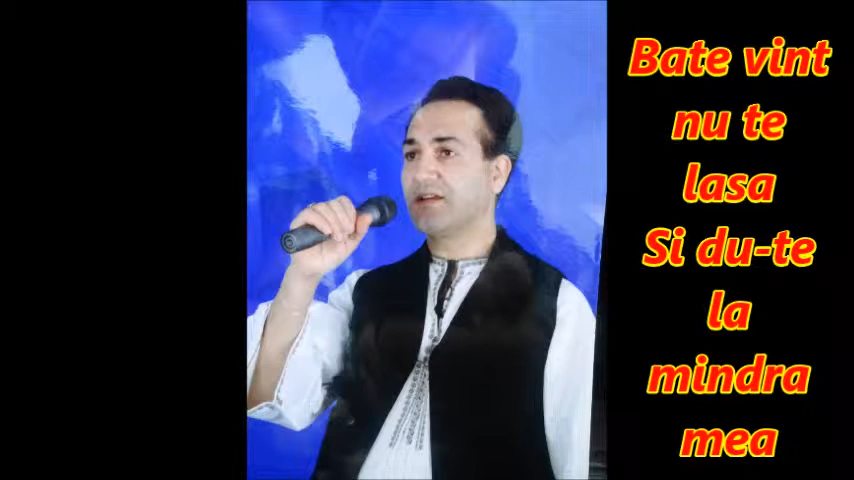 Bate vint
nu te
lasa
Si du-te
la
mindra
mea